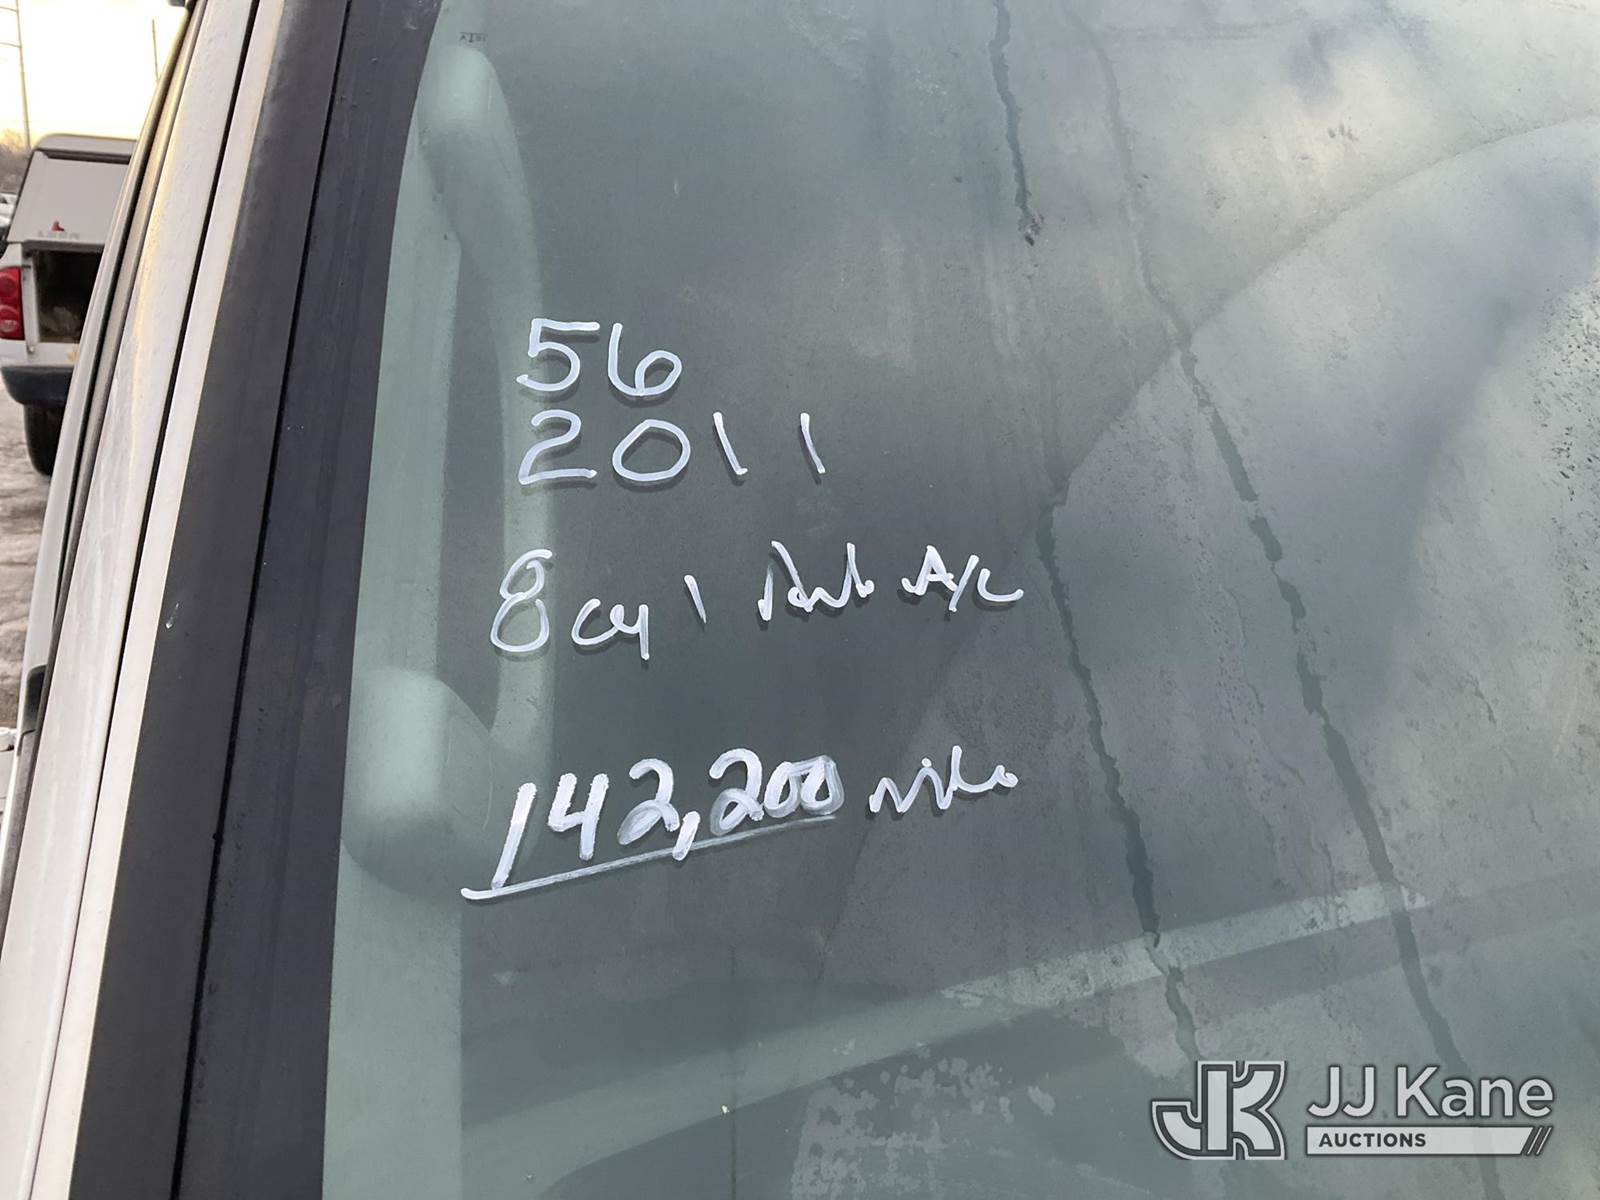 56
2011
8 cyl Auto A/C
142,200 miles
JJ Kane
AUCTIONS